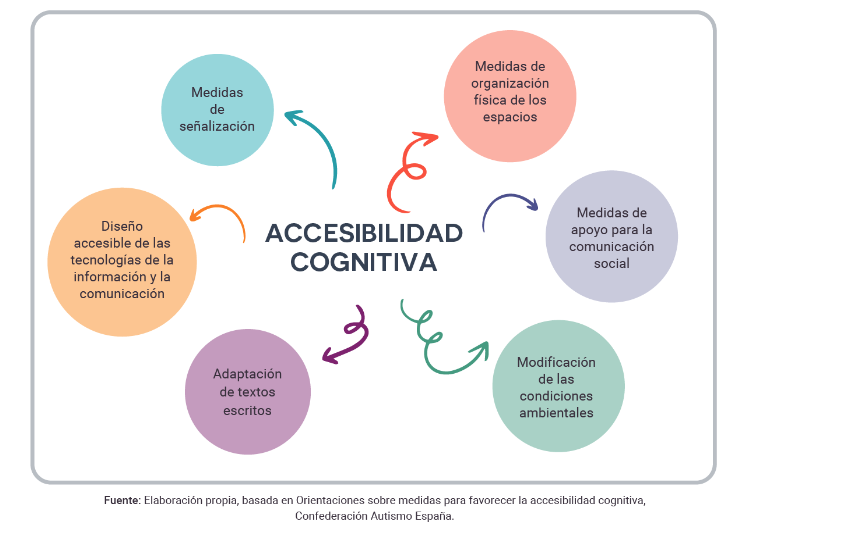 Medidas
de
señalización
Medidas de
organización
física de los
espacios
Diseño
accesible de las
tecnologías de la
información y la
comunicación
ACCESIBILIDAD
COGNITIVA
Medidas de
apoyo para la
comunicación
social
Adaptación
de textos
escritos
Modificación
de las
condiciones
ambientales
Fuente: Elaboración propia, basada en Orientaciones sobre medidas para favorecer la accesibilidad cognitiva,
Confederación Autismo España.